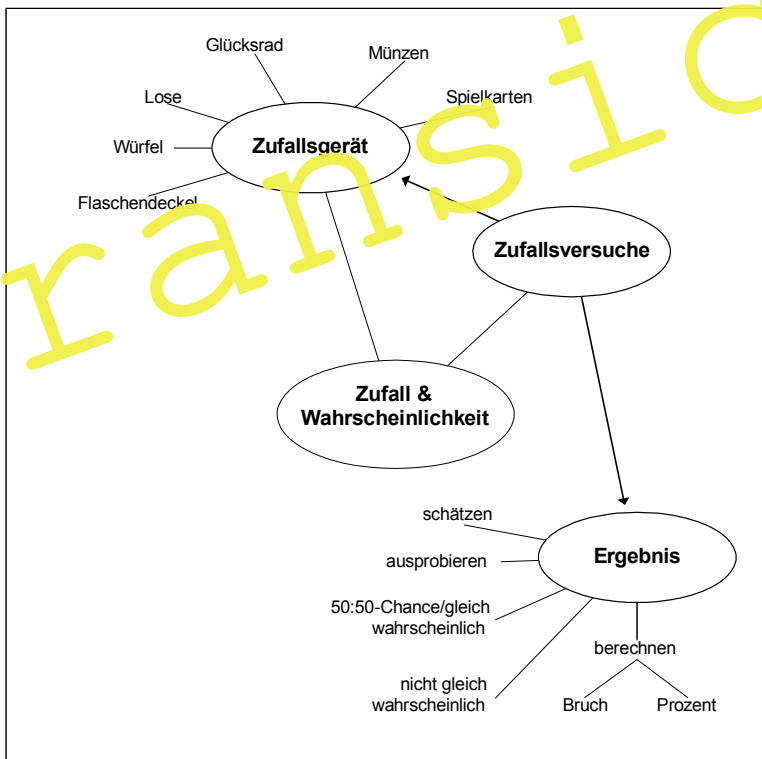 Glücksrad
Münzen
Lose
Spielkarten
Würfel
Zufallsgerät
Flaschendeckel
Zufallsversuche
Zufall &
Wahrscheinlichkeit
schätzen
ausprobieren
Ergebnis
50:50-Chance/gleich
wahrscheinlich
berechnen
nicht gleich
wahrscheinlich
Bruch
Prozent
ransi